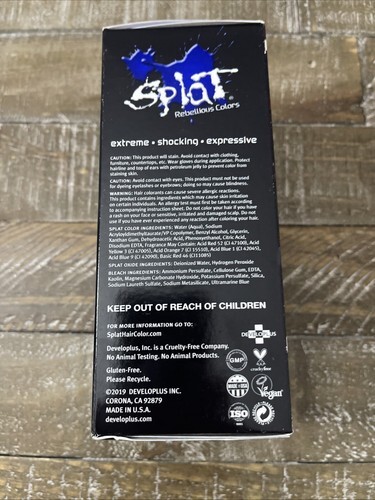 Splat
Rebellious Colors
extreme • shocking • expressive
CAUTION: This product will stain. Avoid contact with clothing,
furniture, countertops, etc. Wear gloves during application. Protect
hairline and top of ears with petroleum jelly to prevent color from
staining skin.
CAUTION: Avoid contact with eyes. This product must not be
used for dyeing eyelashes or eyebrows; doing so may cause blindness.
WARNING: Hair colorants can cause severe allergic reactions.
This product contains ingredients which may cause skin irritation
on certain individuals. An allergy test must first be taken according
to accompanying instruction sheet. Do not color your hair if you have
a rash on your face or sensitive, irritated and damaged scalp. Do not
use if you have ever experienced any reaction after coloring your hair.
SPLAT COLOR INGREDIENTS: Water (Aqua), Sodium
Acryloyldimethyltaurate/VP Copolymer, Benzyl Alcohol, Glycerin,
Xanthan Gum, Dehydroacetic Acid, Phenoxyethanol, Citric Acid,
Disodium EDTA, Fragrance May Contain: Acid Red 52 (CI 47100), Acid
Yellow 3 (CI 47005), Acid Orange 7 (CI 15510), Acid Blue 1 (CI 42045),
Acid Blue 9 (CI 42090), Basic Red 46 (CI11085)
SPLAT OXIDE INGREDIENTS: Deionized Water, Hydrogen Peroxide
BLEACH INGREDIENTS: Ammonium Persulfate, Cellulose Gum, EDTA,
Kaolin, Magnesium Carbonate Hydroxide, Potassium Persulfate, Silica,
Sodium Laureth Sulfate, Sodium Metasilicate, Ultramarine Blue
KEEP OUT OF REACH OF CHILDREN
FOR MORE INFORMATION GO TO:
SplatHairColor.com
DEVELOPLUS
Developlus, Inc. is a Cruelty-Free Company.
No Animal Testing. No Animal Products.
GMP
crueltyfree
Gluten-Free.
Please Recycle.
MADE USA
Vegan
©2019 DEVELOPLUS INC.
CORONA, CA 92879
MADE IN U.S.A.
developlus.com
ISO